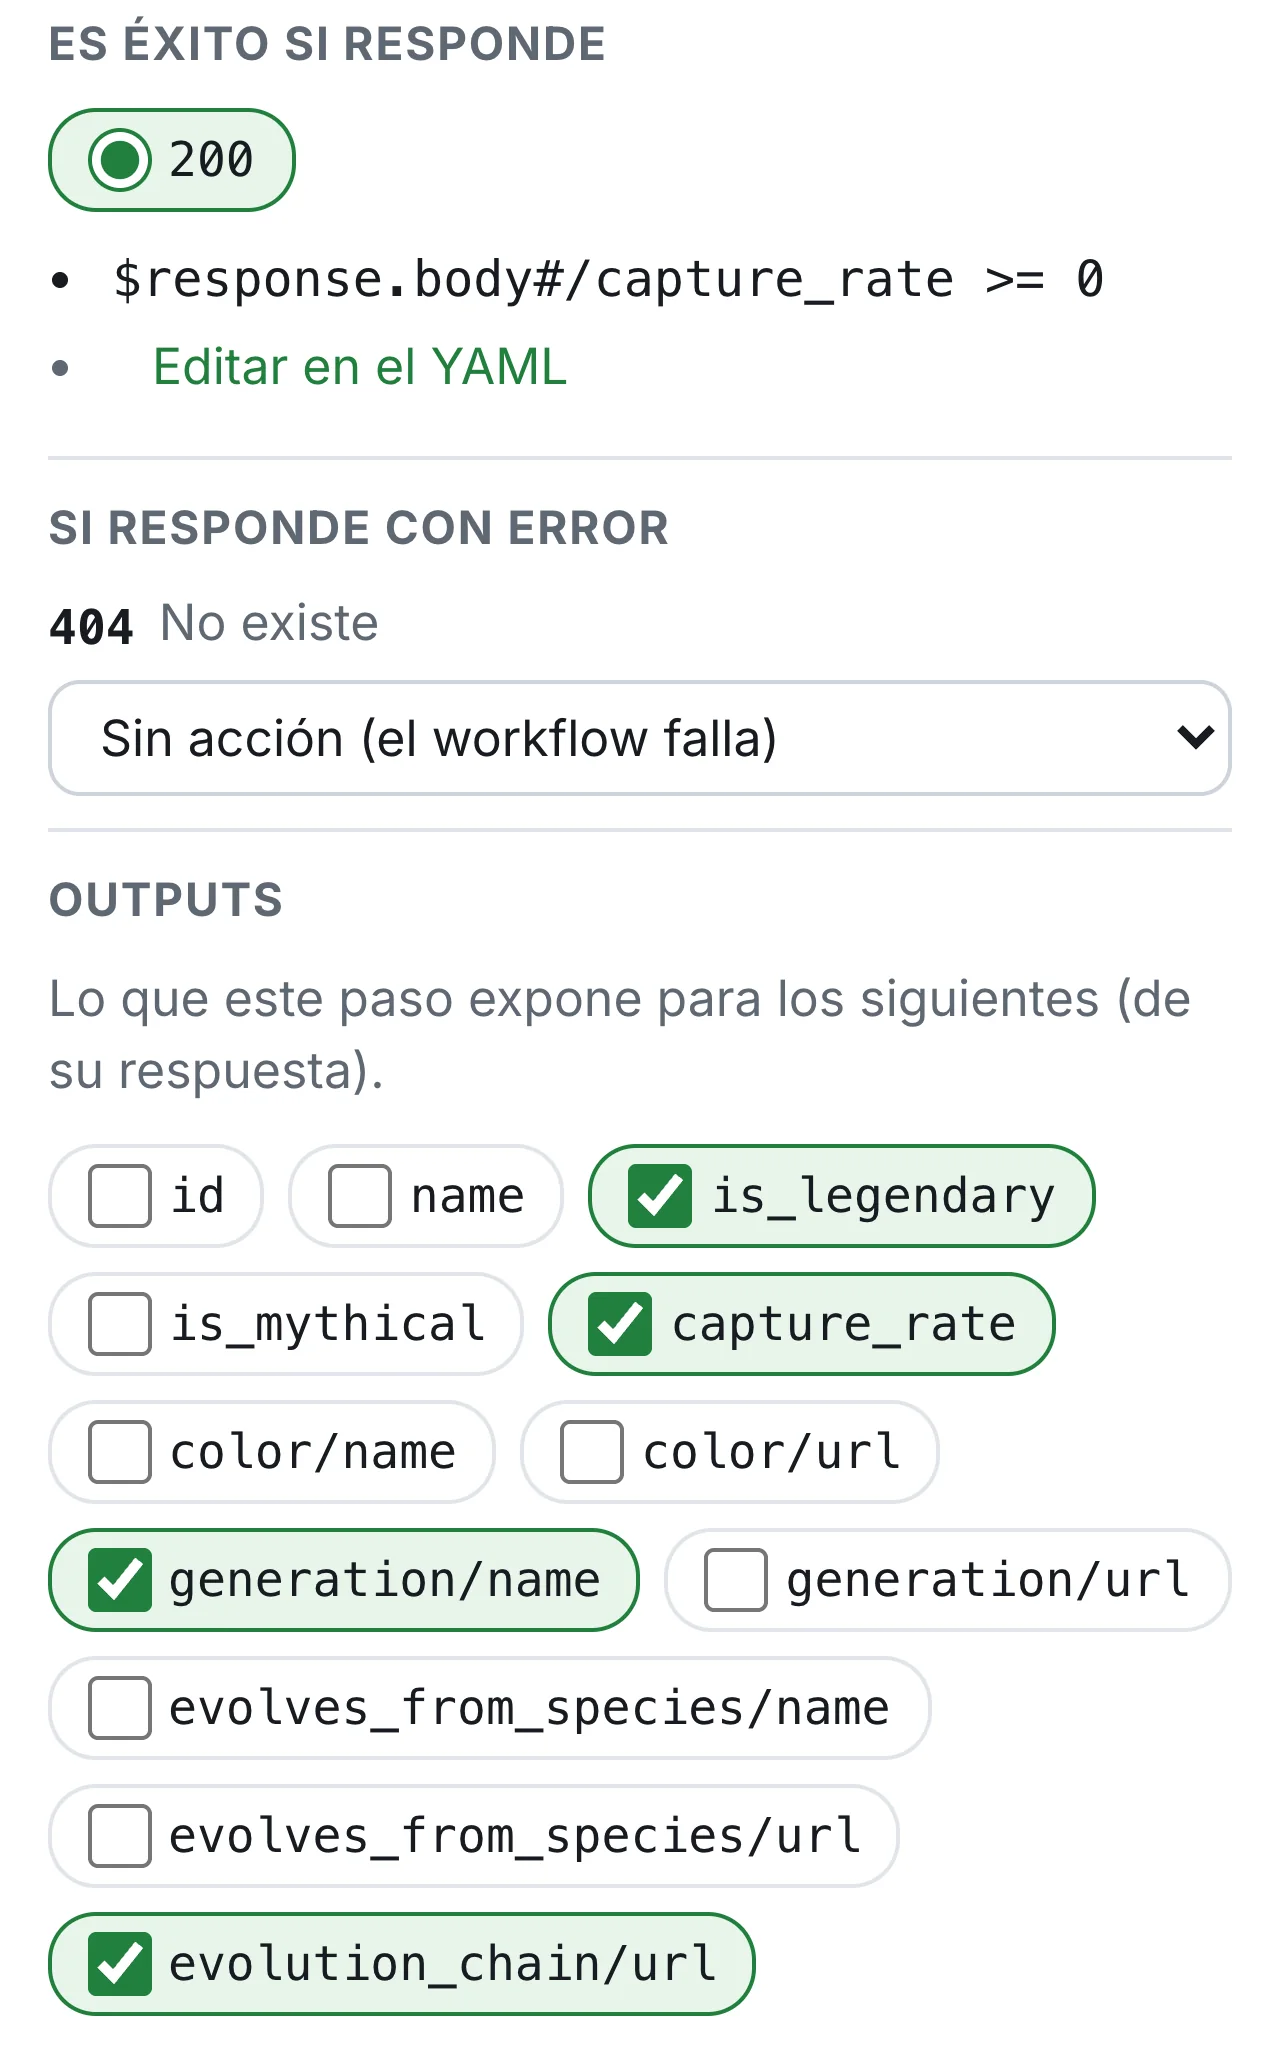 ES ÉXITO SI RESPONDE
200
$response.body#/capture_rate >= 0
Editar en el YAML
SI RESPONDE CON ERROR
404 No existe
Sin acción (el workflow falla)
OUTPUTS
Lo que este paso expone para los siguientes (de
su respuesta).
id name is_legendary
is_mythical capture_rate
color/name color/url
generation/name generation/url
evolves_from_species/name
evolves_from_species/url
evolution_chain/url